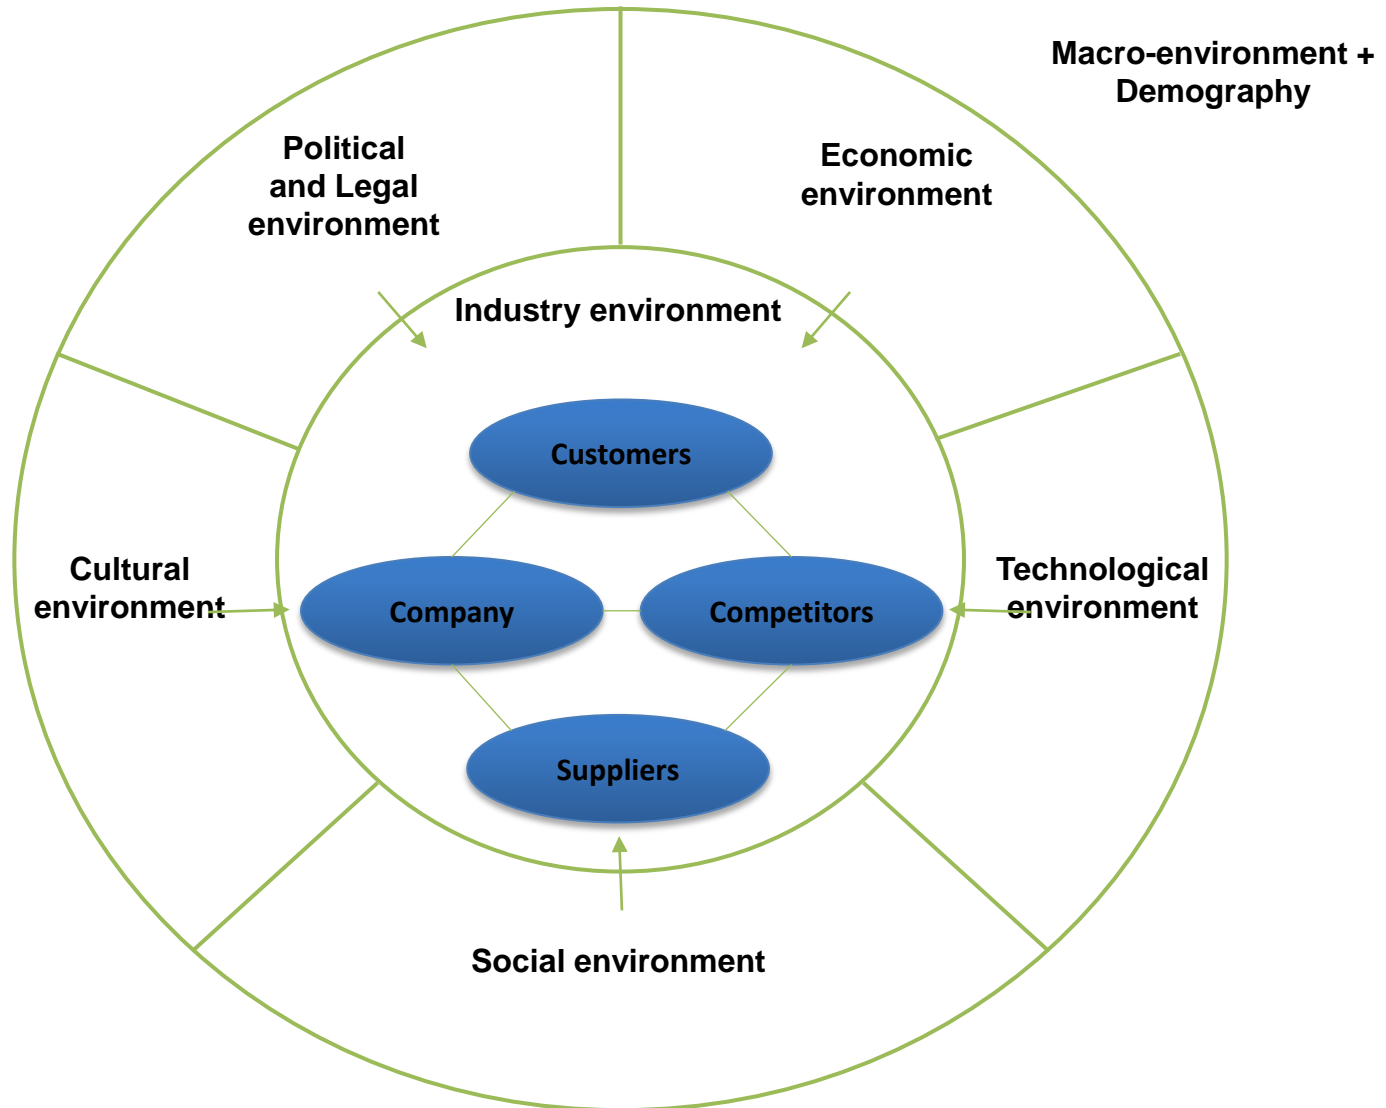 Macro-environment +
Demography
Political
and Legal
environment
Economic
environment
Industry environment
Customers
Cultural
environment
Company
Competitors
Technological
environment
Suppliers
Social environment